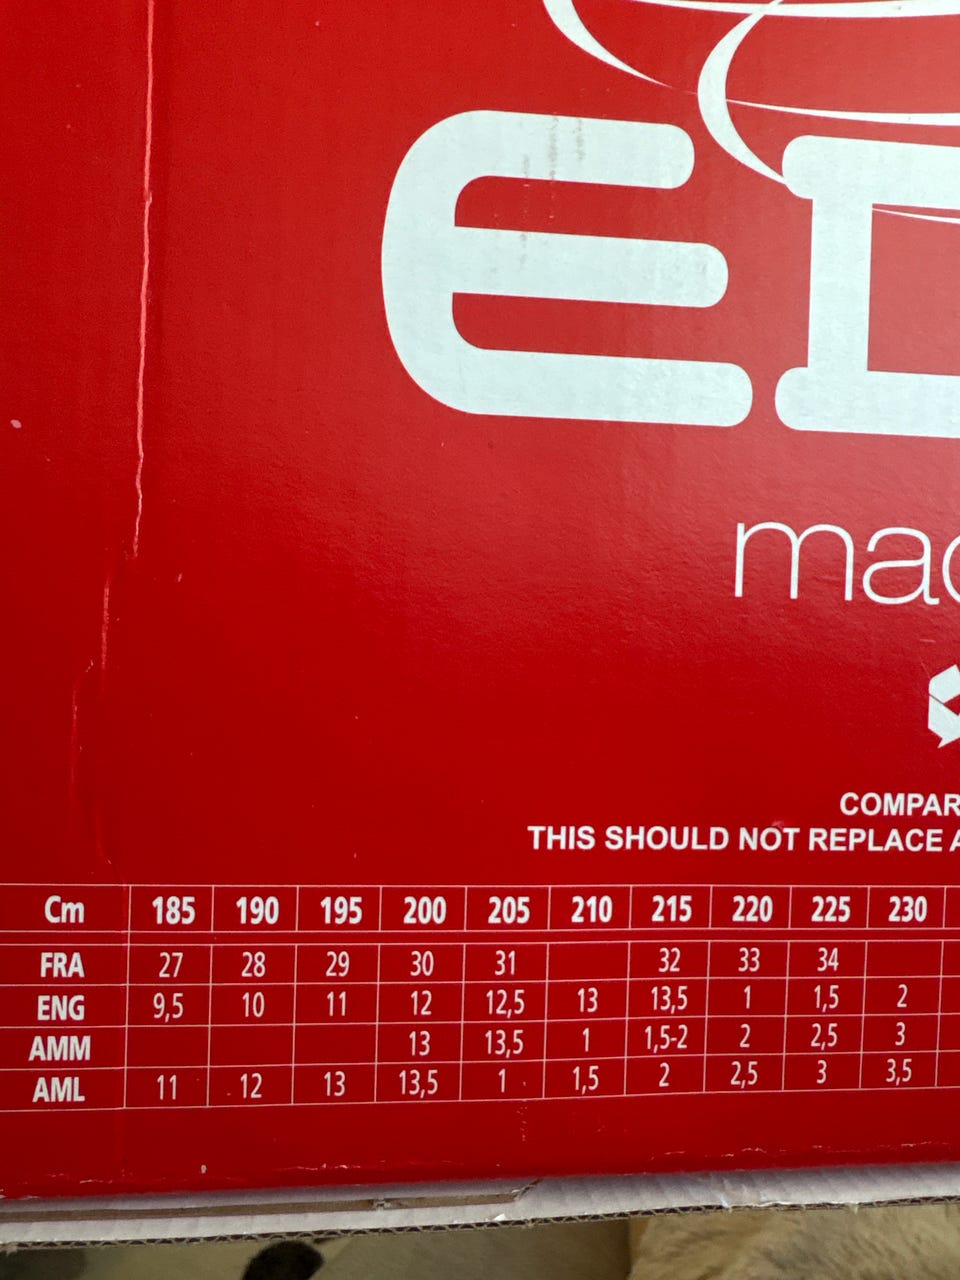 ED
mac
COMPAR
THIS SHOULD NOT REPLACE A
Cm 185 190 195 200 205 210 215 220 225 230
FRA 27 28 29 30 31 32 33 34
ENG 9,5 10 11 12 12,5 13 13,5 1 1,5 2
AMM 13 13,5 1 1,5-2 2 2,5 3
AML 11 12 13 13,5 1 1,5 2 2,5 3 3,5